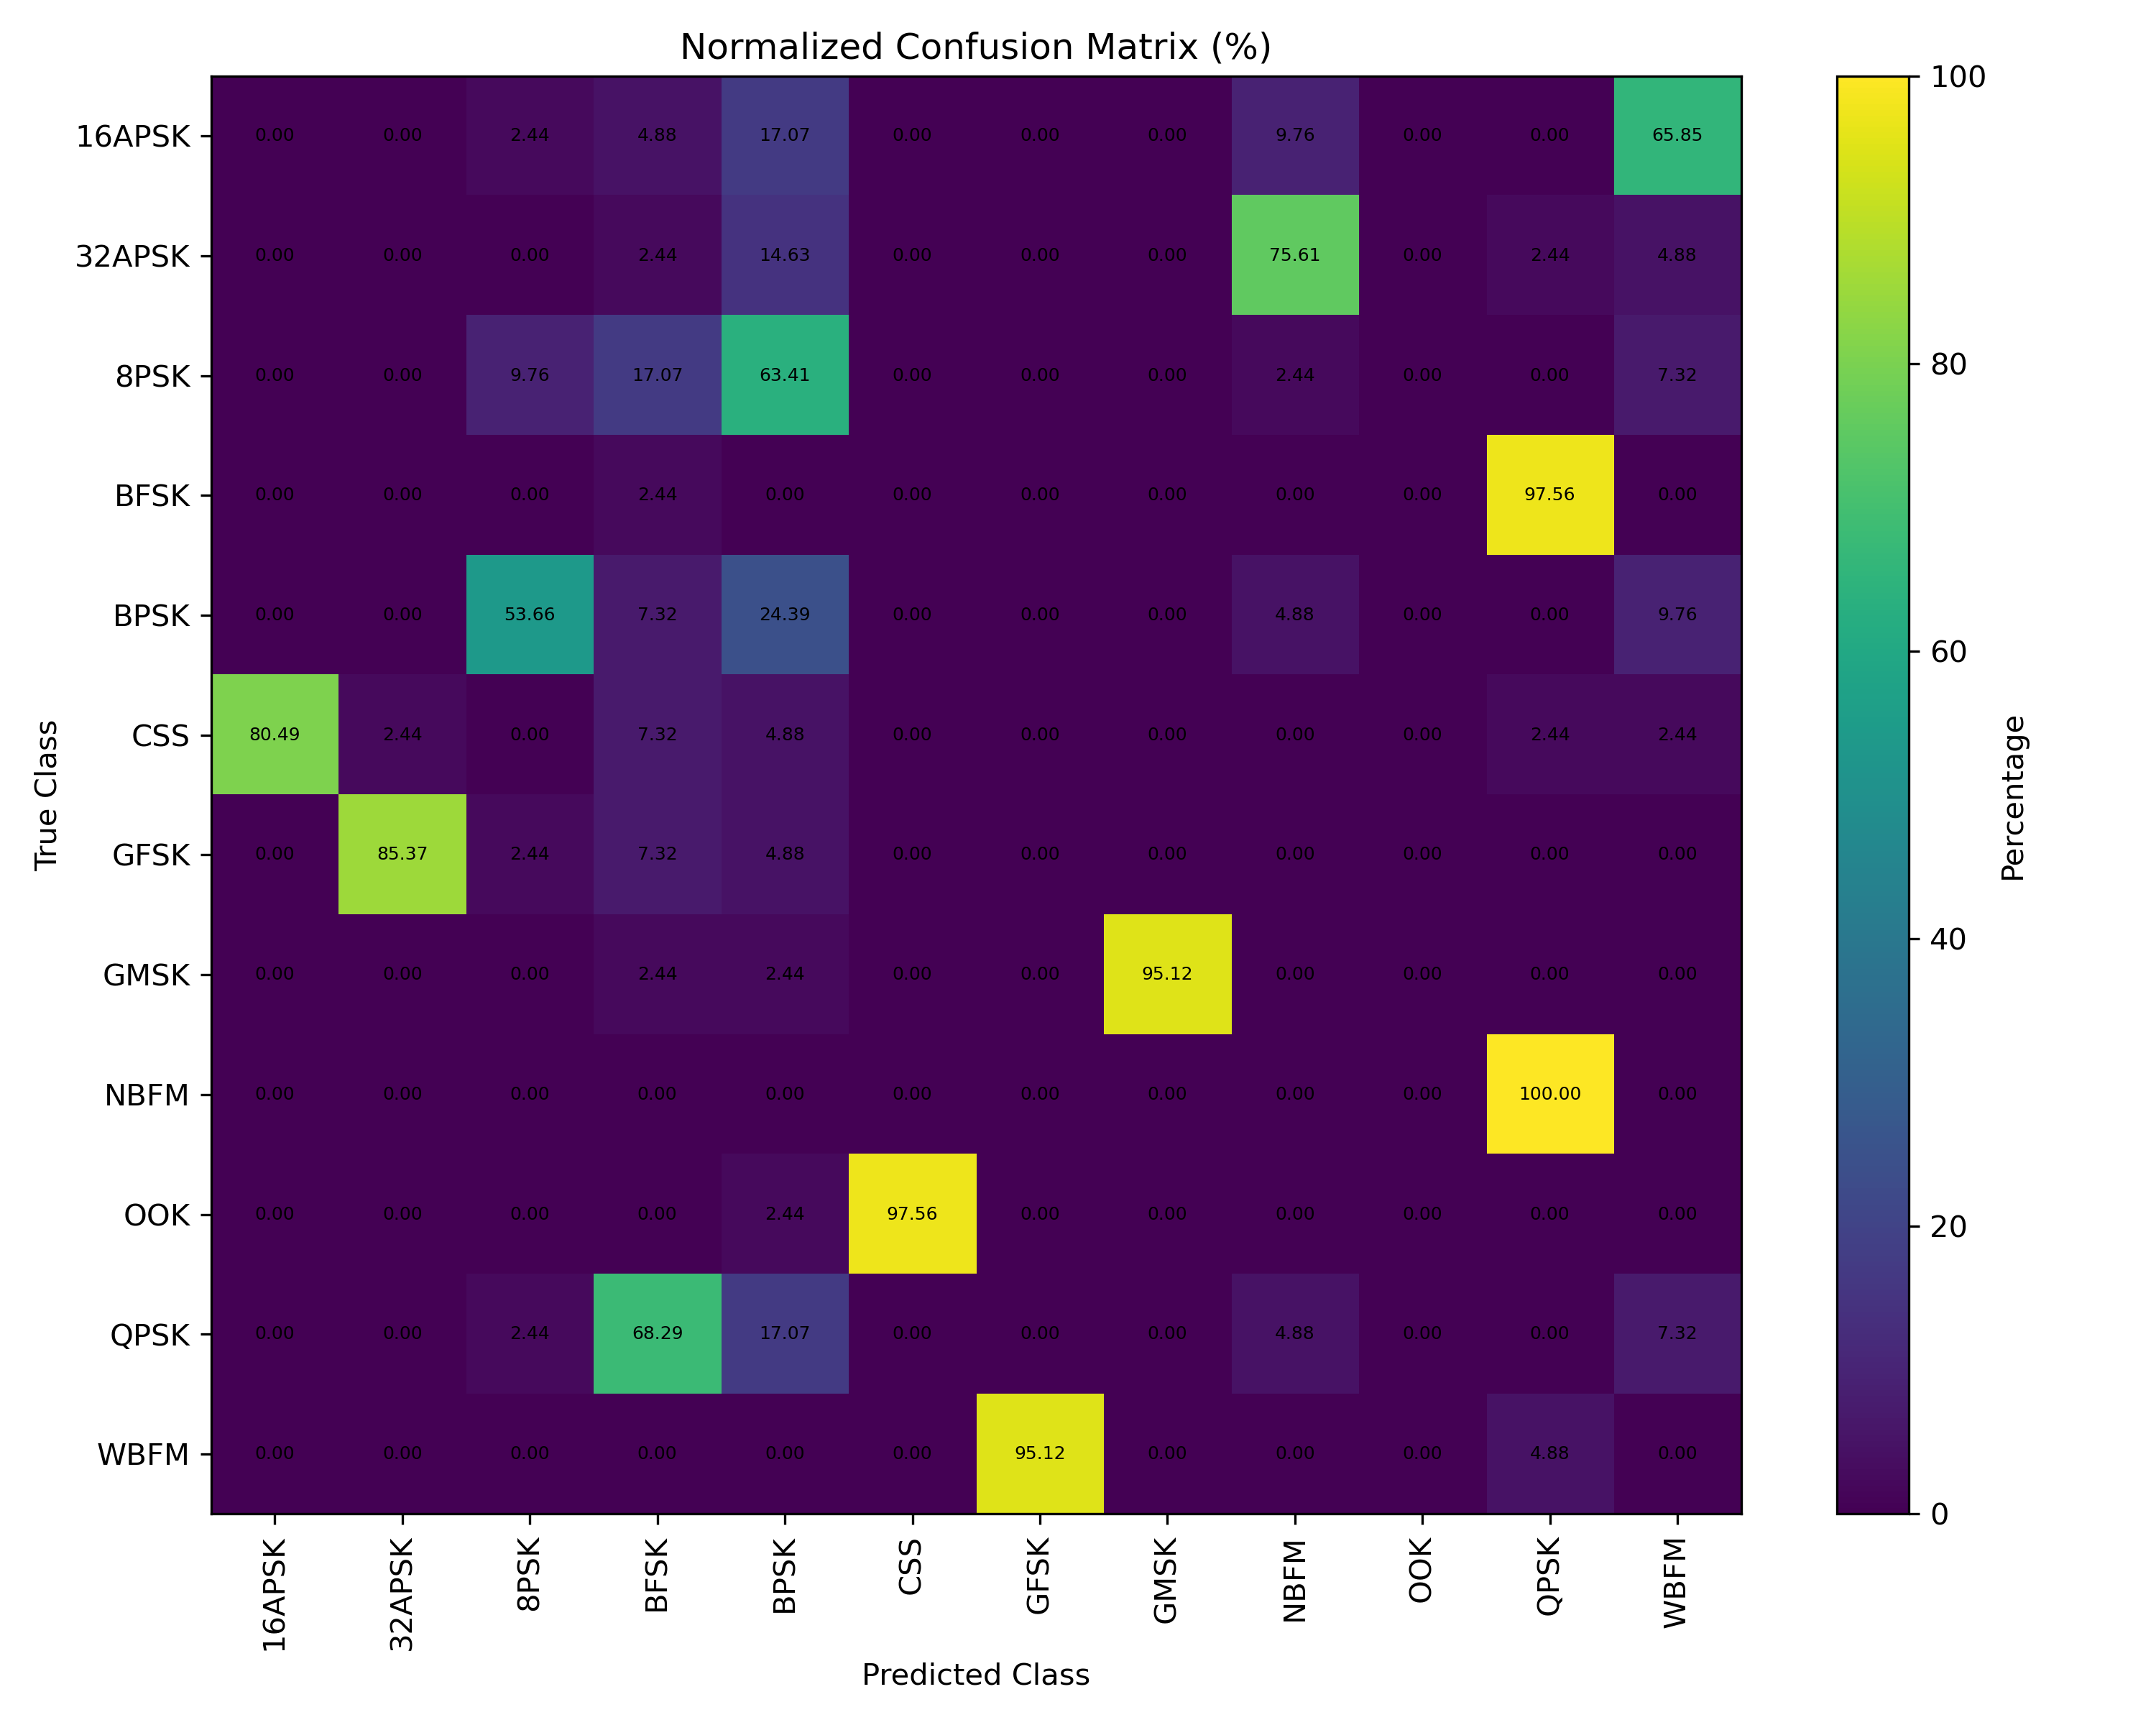 Normalized Confusion Matrix (%)
16APSK 0.00 0.00 2.44 4.88 17.07 0.00 0.00 0.00 9.76 0.00 0.00 65.85
32APSK 0.00 0.00 0.00 2.44 14.63 0.00 0.00 0.00 75.61 0.00 2.44 4.88
8PSK 0.00 0.00 9.76 17.07 63.41 0.00 0.00 0.00 2.44 0.00 0.00 7.32
BFSK 0.00 0.00 0.00 2.44 0.00 0.00 0.00 0.00 0.00 0.00 97.56 0.00
BPSK 0.00 0.00 53.66 7.32 24.39 0.00 0.00 0.00 4.88 0.00 0.00 9.76
CSS 80.49 2.44 0.00 7.32 4.88 0.00 0.00 0.00 0.00 0.00 2.44 2.44
GFSK 0.00 85.37 2.44 7.32 4.88 0.00 0.00 0.00 0.00 0.00 0.00 0.00
GMSK 0.00 0.00 0.00 2.44 2.44 0.00 0.00 95.12 0.00 0.00 0.00 0.00
NBFM 0.00 0.00 0.00 0.00 0.00 0.00 0.00 0.00 0.00 0.00 100.00 0.00
OOK 0.00 0.00 0.00 0.00 2.44 97.56 0.00 0.00 0.00 0.00 0.00 0.00
QPSK 0.00 0.00 2.44 68.29 17.07 0.00 0.00 0.00 4.88 0.00 0.00 7.32
WBFM 0.00 0.00 0.00 0.00 0.00 0.00 95.12 0.00 0.00 0.00 4.88 0.00
16APSK 32APSK 8PSK BFSK BPSK CSS GFSK GMSK NBFM OOK QPSK WBFM
Predicted Class
True Class
100
80
60
40
20
0
Percentage